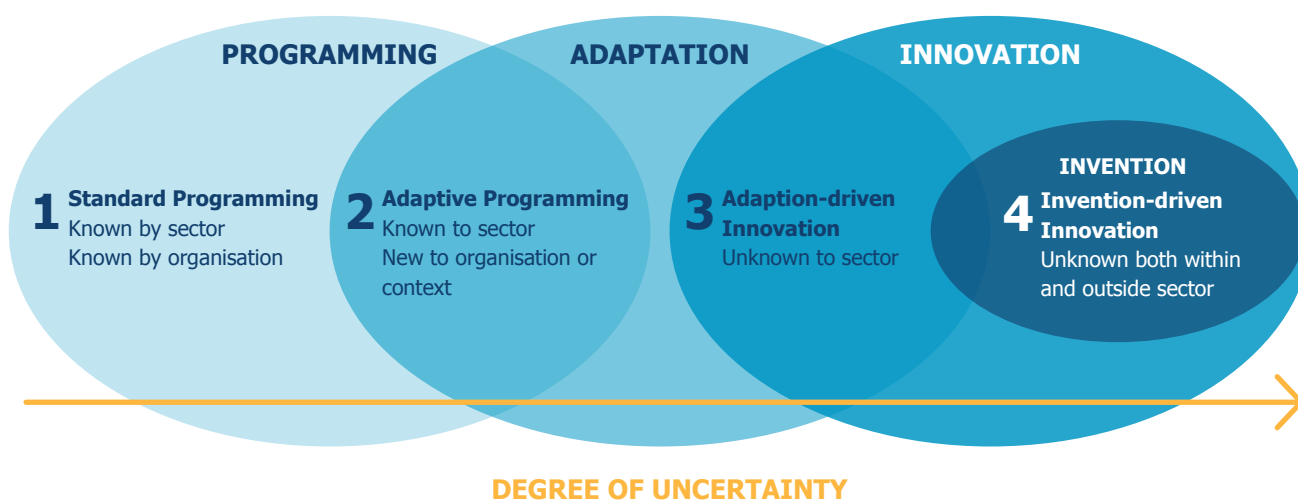 PROGRAMMING
ADAPTATION
INNOVATION
1
Standard Programming
Known by sector
Known by organisation
2
Adaptive Programming
Known to sector
New to organisation or
context
3
Adaption-driven
Innovation
Unknown to sector
INVENTION
4
Invention-driven
Innovation
Unknown both within
and outside sector
DEGREE OF UNCERTAINTY